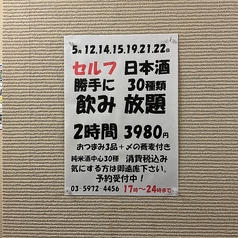 5月 12.14.15.19.21.22日
セルフ 日本酒
勝手に 30種類
飲み 放題
2時間 3980円
おつまみ3品+〆の蕎麦付き
純米酒中心30種 消費税込み
気にする方は御遠慮下さい。
予約受付中!
03-5972-4456 17時〜24時まで